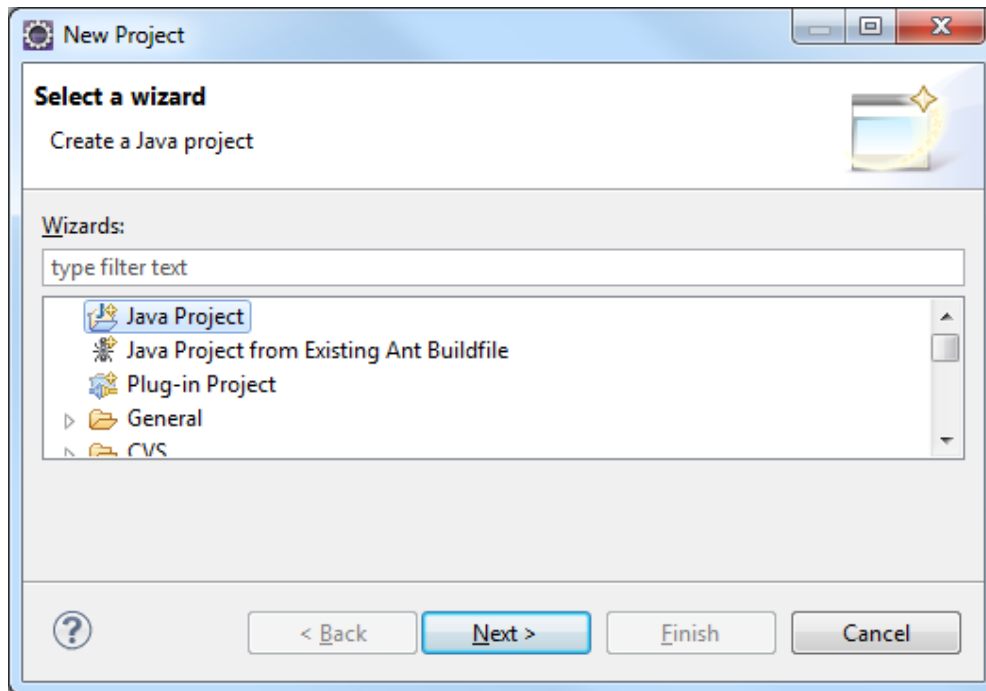 New Project
Select a wizard
Create a Java project
Wizards:
type filter text
Java Project
Java Project from Existing Ant Buildfile
Plug-in Project
General
CVS
?
< Back Next > Finish Cancel